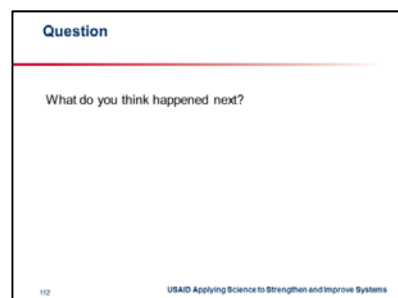 Question
What do you think happened next?
112
USAID Applying Science to Strengthen and Improve Systems